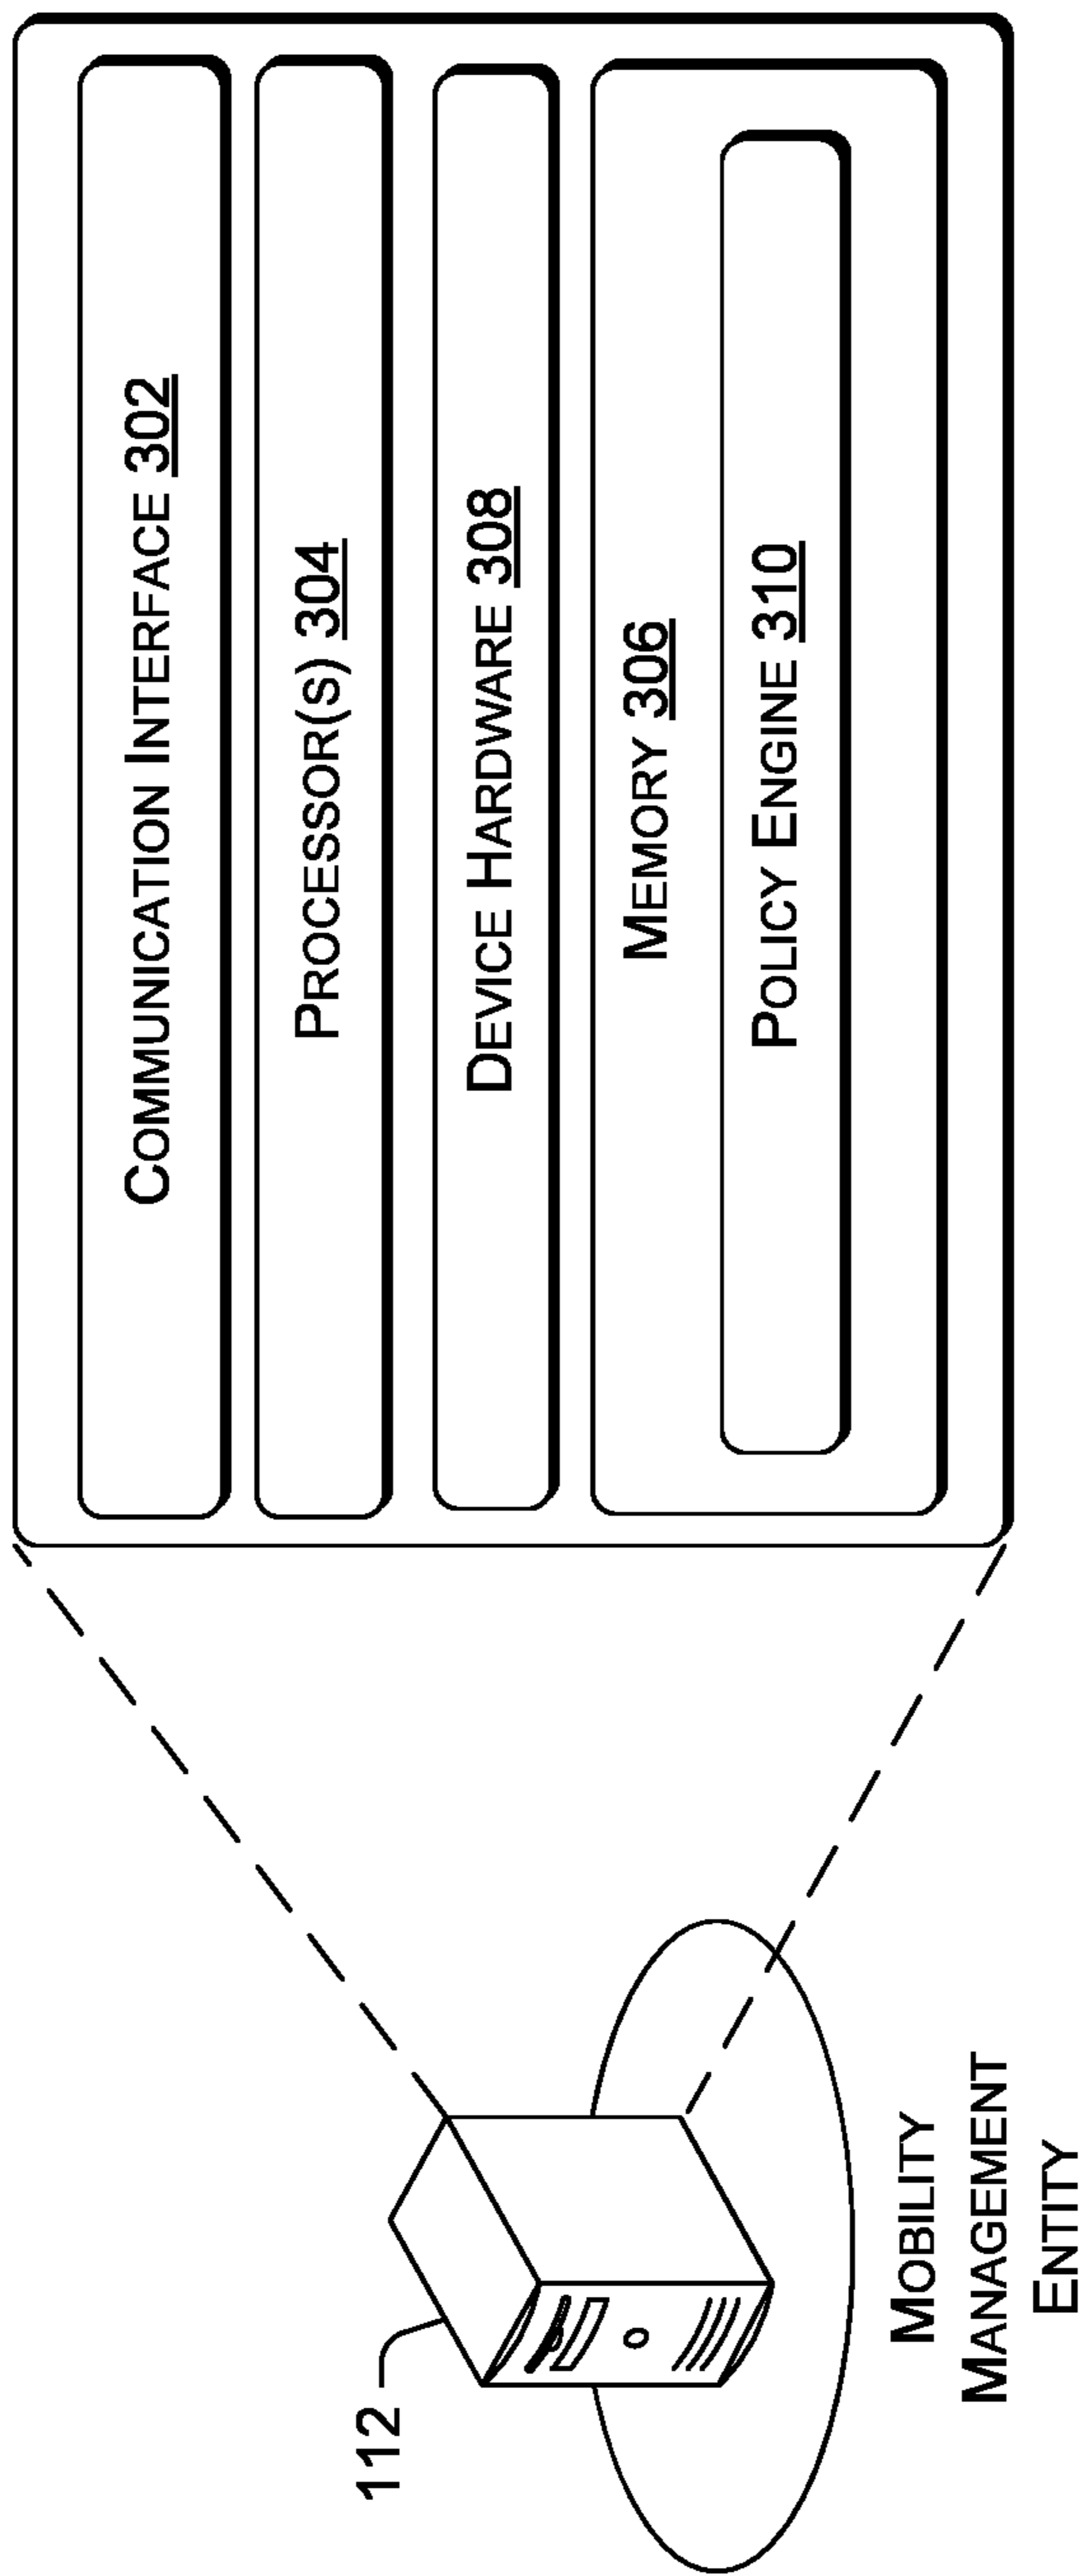 COMMUNICATION INTERFACE 302
PROCESSOR(S) 304
DEVICE HARDWARE 308
MEMORY 306
POLICY ENGINE 310
112
MOBILITY
MANAGEMENT
ENTITY